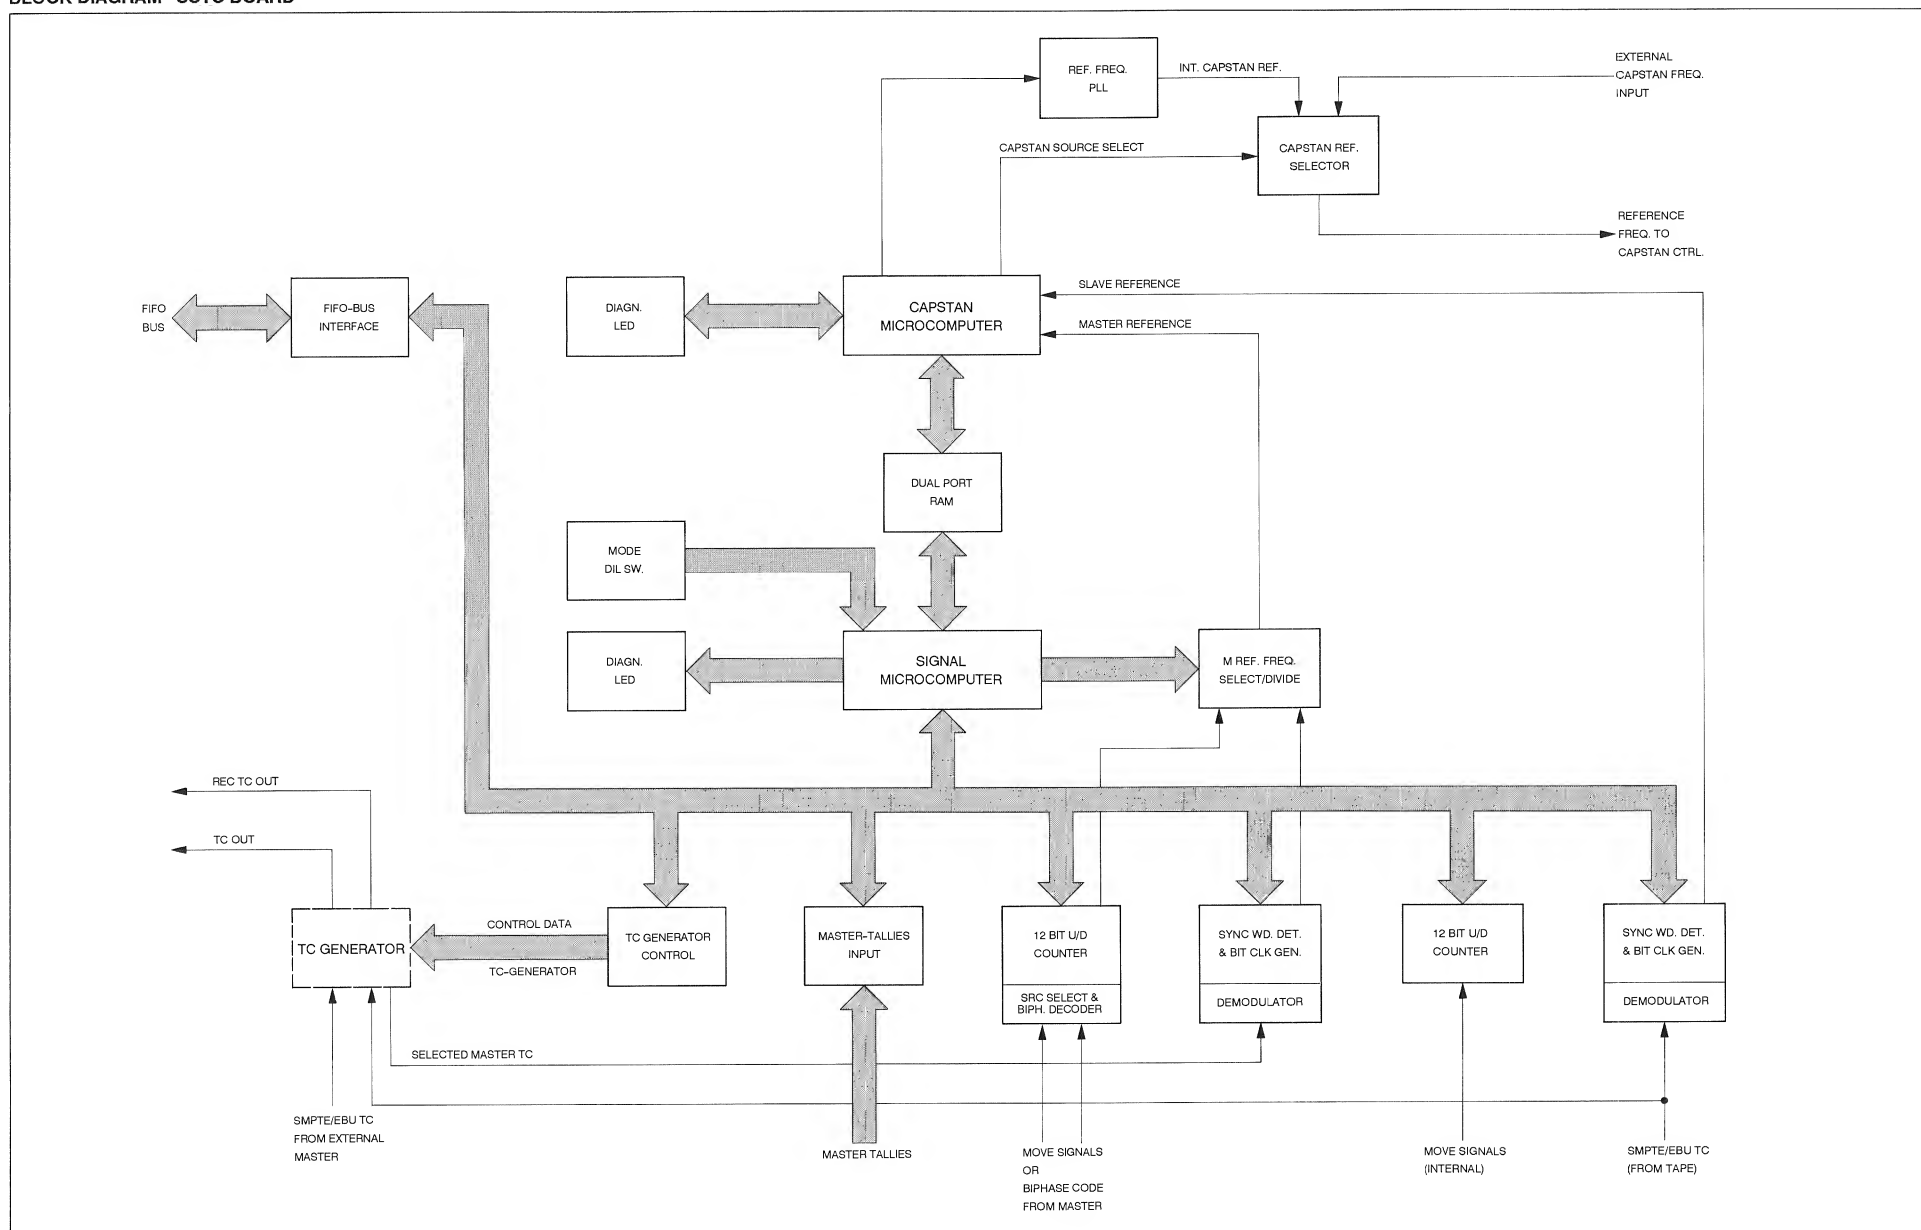 REF. FREQ.
PLL
INT. CAPSTAN REF.
EXTERNAL
CAPSTAN FREQ.
INPUT
CAPSTAN SOURCE SELECT
CAPSTAN REF.
SELECTOR
REFERENCE
FREQ. TO
CAPSTAN CTRL.
FIFO
BUS
FIFO-BUS
INTERFACE
DIAGN.
LED
CAPSTAN
MICROCOMPUTER
SLAVE REFERENCE
MASTER REFERENCE
DUAL PORT
RAM
MODE
DIL SW.
DIAGN.
LED
SIGNAL
MICROCOMPUTER
M REF. FREQ.
SELECT/DIVIDE
REC TC OUT
TC OUT
TC GENERATOR
CONTROL DATA
TC-GENERATOR
TC GENERATOR
CONTROL
MASTER-TALLIES
INPUT
12 BIT U/D
COUNTER
SRC SELECT &
BIPH. DECODER
SYNC WD. DET.
& BIT CLK GEN.
DEMODULATOR
12 BIT U/D
COUNTER
SYNC WD. DET.
& BIT CLK GEN.
DEMODULATOR
SELECTED MASTER TC
SMPTE/EBU TC
FROM EXTERNAL
MASTER
MASTER TALLIES
MOVE SIGNALS
OR
BIPHASE CODE
FROM MASTER
MOVE SIGNALS
(INTERNAL)
SMPTE/EBU TC
(FROM TAPE)